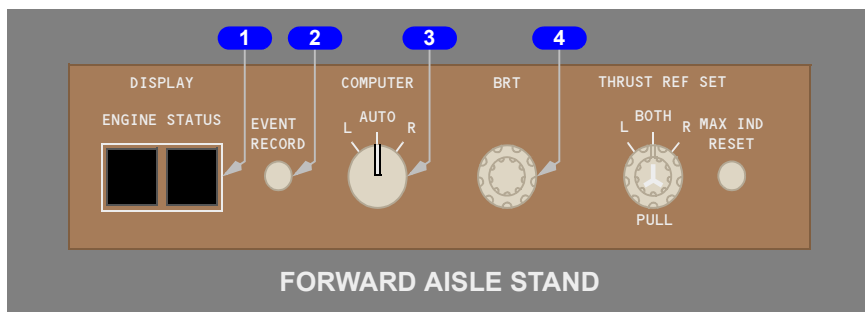 1 2 3 4
DISPLAY COMPUTER BRT THRUST REF SET
ENGINE STATUS
EVENT
RECORD
AUTO
L R
BOTH
L R
MAX IND
RESET
PULL
FORWARD AISLE STAND